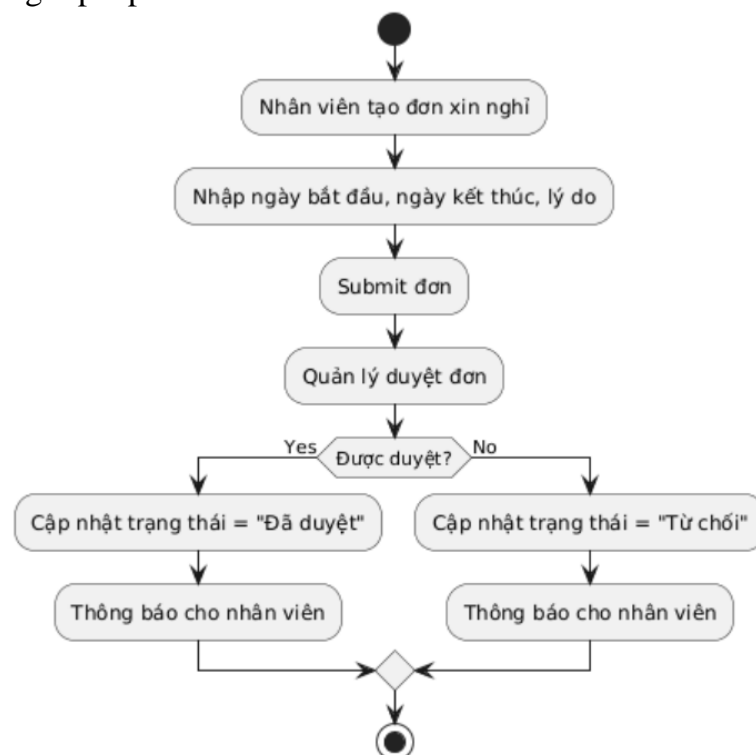 Nhân viên tạo đơn xin nghỉ
Nhập ngày bắt đầu, ngày kết thúc, lý do
Submit đơn
Quản lý duyệt đơn
Được duyệt?
Yes
No
Cập nhật trạng thái = "Đã duyệt"
Cập nhật trạng thái = "Từ chối"
Thông báo cho nhân viên
Thông báo cho nhân viên